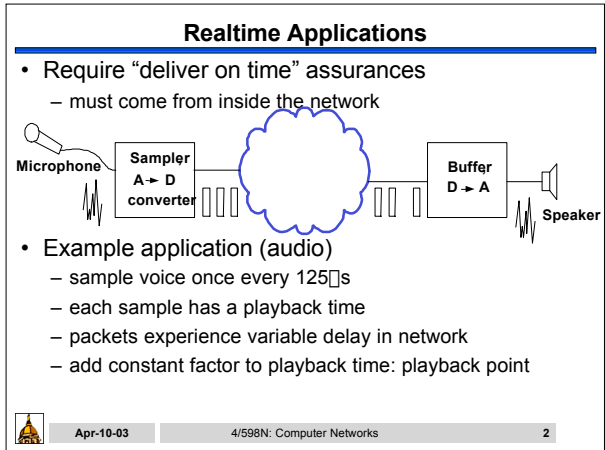 Realtime Applications
• Require “deliver on time” assurances
– must come from inside the network
Microphone
Sampler
A D
converter
Buffer
D A
Speaker
• Example application (audio)
– sample voice once every 125▯s
– each sample has a playback time
– packets experience variable delay in network
– add constant factor to playback time: playback point
Apr-10-03 4/598N: Computer Networks 2